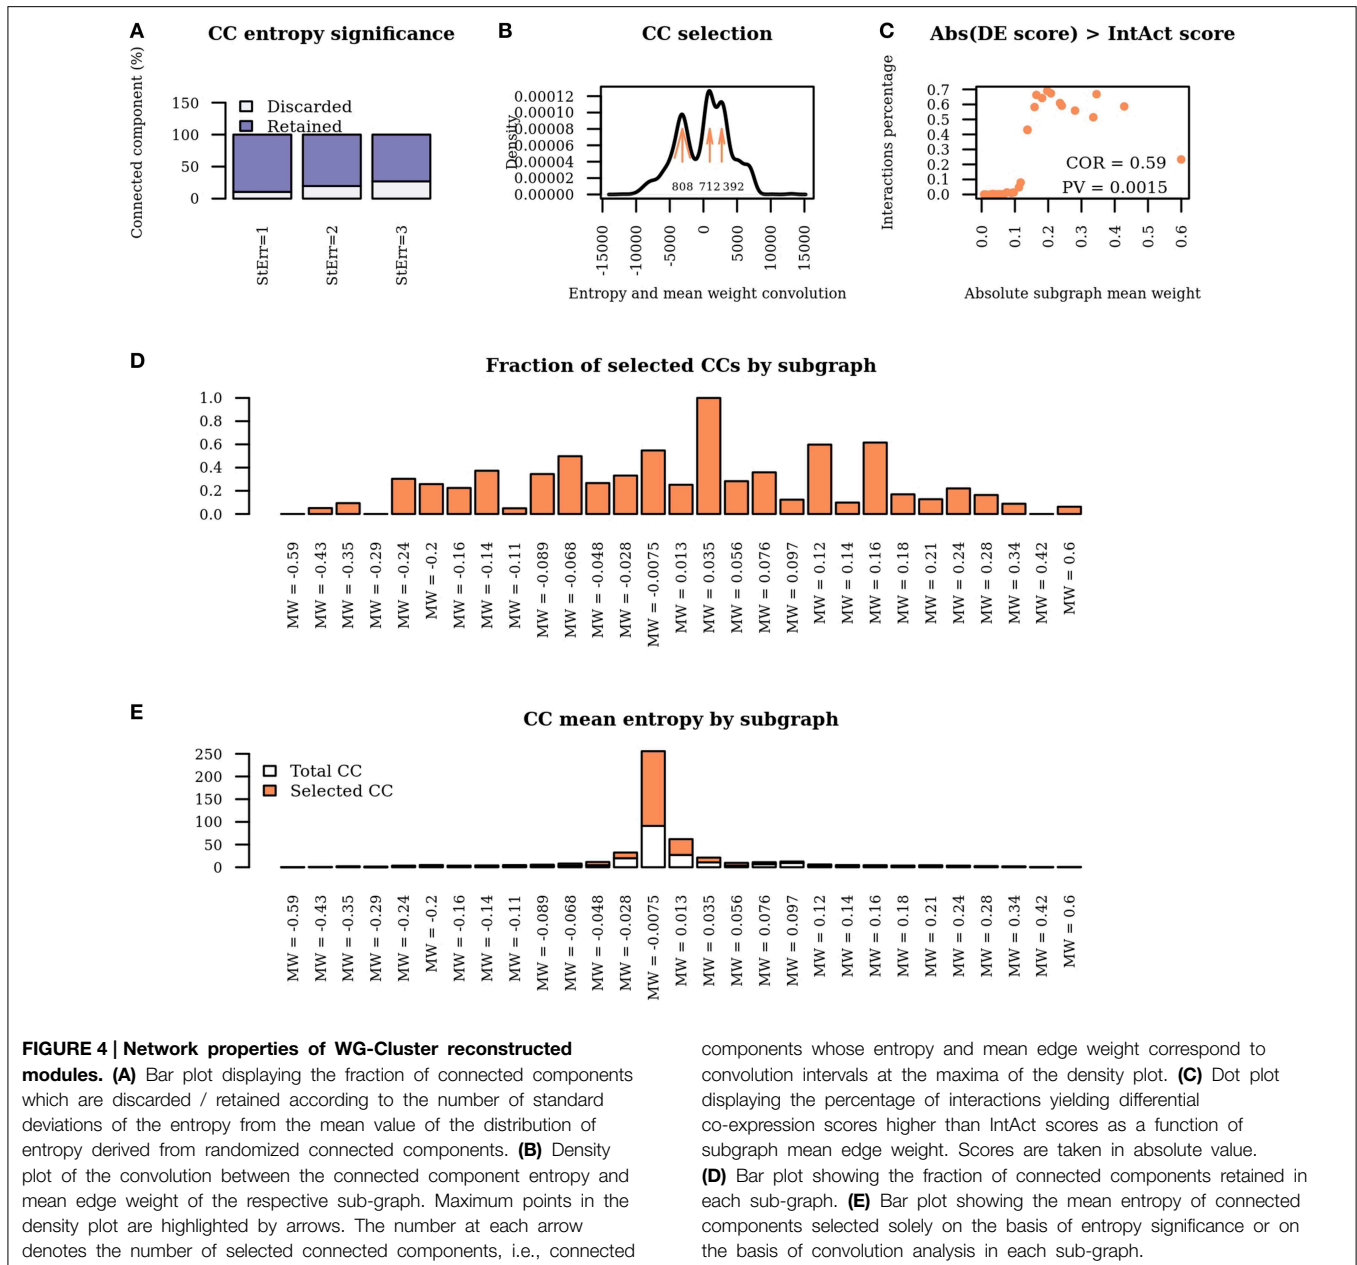 A
CC entropy significance
Connected component (%)
150
100
50
0
Discarded
Retained
StErr=1
StErr=2
StErr=3
B
CC selection
Density
0.00012
0.00010
0.00008
0.00006
0.00004
0.00002
0.00000
808 712 392
-15000
-10000
-5000
0
5000
10000
15000
Entropy and mean weight convolution
C
Abs(DE score) > IntAct score
Interactions percentage
0.7
0.6
0.5
0.4
0.3
0.2
0.1
0.0
COR = 0.59
PV = 0.0015
0.0
0.1
0.2
0.3
0.4
0.5
0.6
Absolute subgraph mean weight
D
Fraction of selected CCs by subgraph
1.0
0.8
0.6
0.4
0.2
0.0
MW = -0.59
MW = -0.43
MW = -0.35
MW = -0.29
MW = -0.24
MW = -0.2
MW = -0.16
MW = -0.14
MW = -0.11
MW = -0.089
MW = -0.068
MW = -0.048
MW = -0.028
MW = -0.0075
MW = 0.013
MW = 0.035
MW = 0.056
MW = 0.076
MW = 0.097
MW = 0.12
MW = 0.14
MW = 0.16
MW = 0.18
MW = 0.21
MW = 0.24
MW = 0.28
MW = 0.34
MW = 0.42
MW = 0.6
E
CC mean entropy by subgraph
250
200
150
100
50
0
Total CC
Selected CC
MW = -0.59
MW = -0.43
MW = -0.35
MW = -0.29
MW = -0.24
MW = -0.2
MW = -0.16
MW = -0.14
MW = -0.11
MW = -0.089
MW = -0.068
MW = -0.048
MW = -0.028
MW = -0.0075
MW = 0.013
MW = 0.035
MW = 0.056
MW = 0.076
MW = 0.097
MW = 0.12
MW = 0.14
MW = 0.16
MW = 0.18
MW = 0.21
MW = 0.24
MW = 0.28
MW = 0.34
MW = 0.42
MW = 0.6
FIGURE 4 | Network properties of WG-Cluster reconstructed
modules. (A) Bar plot displaying the fraction of connected components
which are discarded / retained according to the number of standard
deviations of the entropy from the mean value of the distribution of
entropy derived from randomized connected components. (B) Density
plot of the convolution between the connected component entropy and
mean edge weight of the respective sub-graph. Maximum points in the
density plot are highlighted by arrows. The number at each arrow
denotes the number of selected connected components, i.e., connected
components whose entropy and mean edge weight correspond to
convolution intervals at the maxima of the density plot. (C) Dot plot
displaying the percentage of interactions yielding differential
co-expression scores higher than IntAct scores as a function of
subgraph mean edge weight. Scores are taken in absolute value.
(D) Bar plot showing the fraction of connected components retained in
each sub-graph. (E) Bar plot showing the mean entropy of connected
components selected solely on the basis of entropy significance or on
the basis of convolution analysis in each sub-graph.